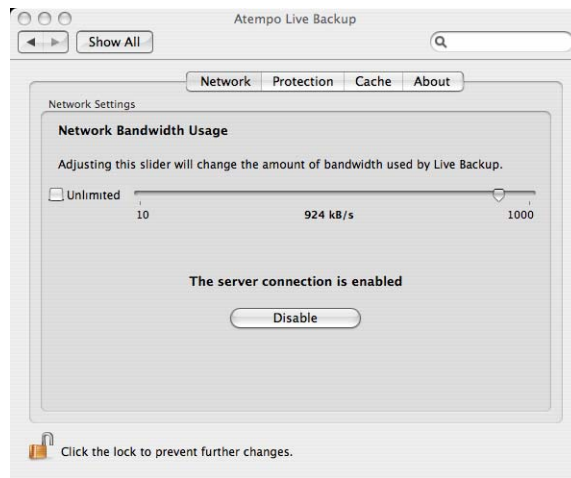 Atempo Live Backup
Show All
Network Protection Cache About
Network Settings
Network Bandwidth Usage
Adjusting this slider will change the amount of bandwidth used by Live Backup.
Unlimited
10 924 kB/s 1000
The server connection is enabled
Disable
Click the lock to prevent further changes.